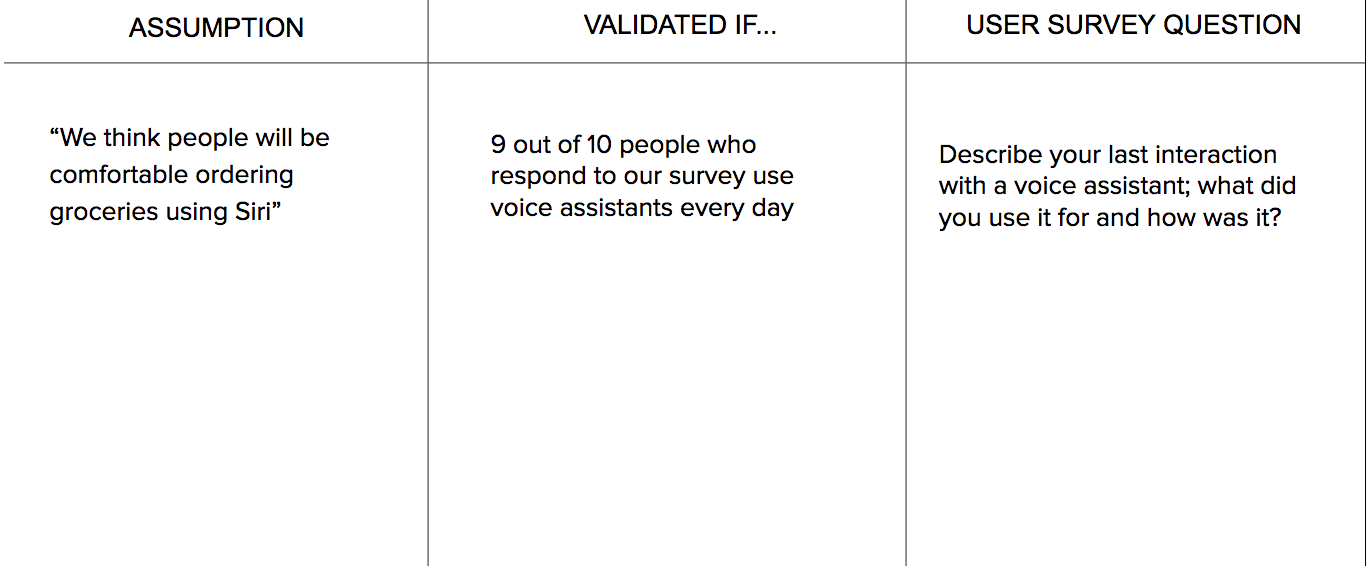 ASSUMPTION
VALIDATED IF...
USER SURVEY QUESTION
“We think people will be
comfortable ordering
groceries using Siri”
9 out of 10 people who
respond to our survey use
voice assistants every day
Describe your last interaction
with a voice assistant; what did
you use it for and how was it?